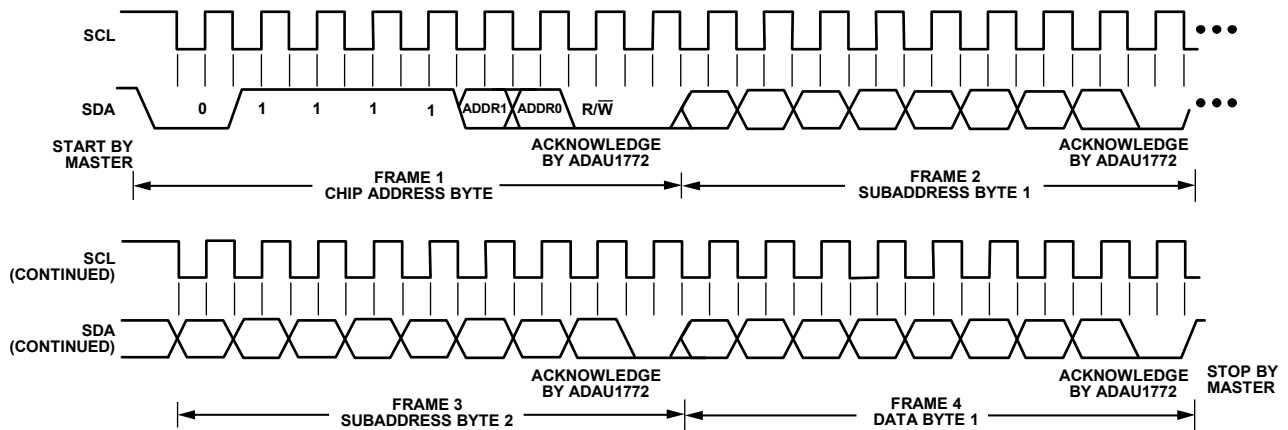 SCL
SDA
0 1 1 1 1 ADDR1 ADDR0 R/W̅
START BY
MASTER
ACKNOWLEDGE
BY ADAU1772
ACKNOWLEDGE
BY ADAU1772
FRAME 1
CHIP ADDRESS BYTE
FRAME 2
SUBADDRESS BYTE 1
SCL
(CONTINUED)
SDA
(CONTINUED)
ACKNOWLEDGE
BY ADAU1772
ACKNOWLEDGE
BY ADAU1772
STOP BY
MASTER
FRAME 3
SUBADDRESS BYTE 2
FRAME 4
DATA BYTE 1